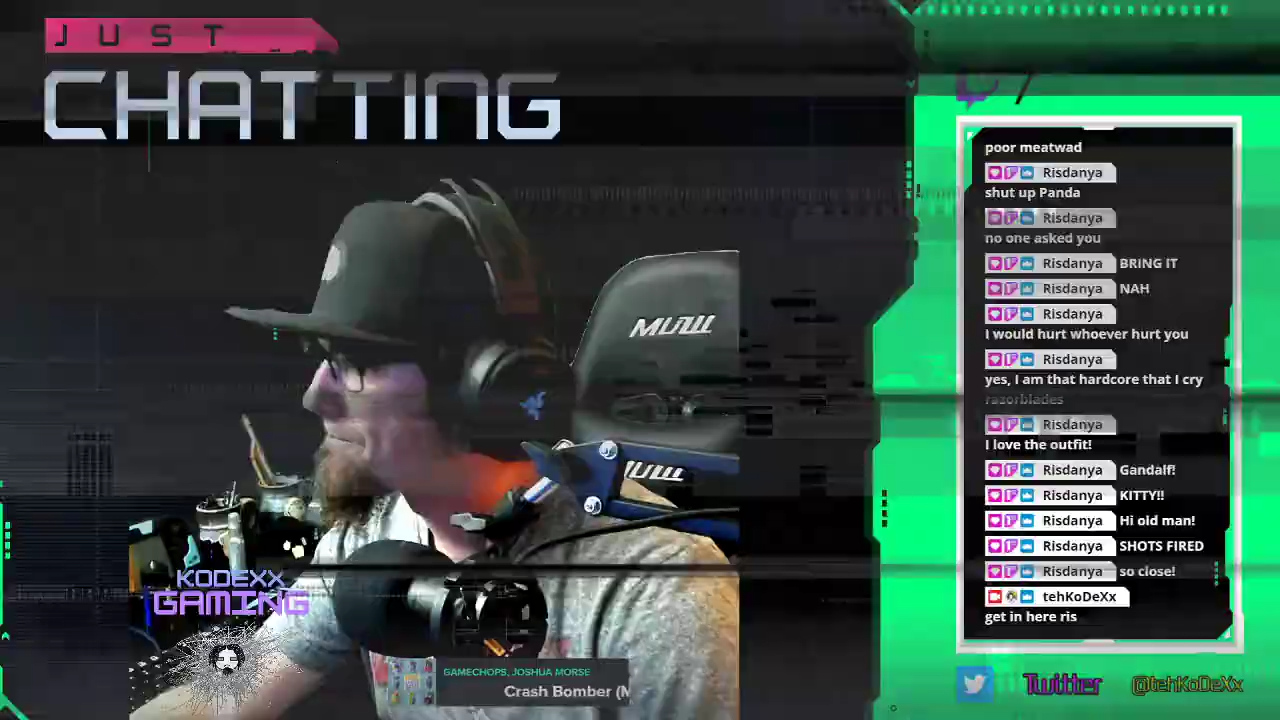 JUST
CHATTING
7
poor meatwad
Risdanya
shut up Panda
Risdanya
no one asked you
Risdanya BRING IT
Risdanya NAH
Risdanya
I would hurt whoever hurt you
Risdanya
yes, I am that hardcore that I cry
razorblades
Risdanya
I love the outfit!
Risdanya Gandalf!
Risdanya KITTY!!
Risdanya Hi old man!
Risdanya SHOTS FIRED
Risdanya so close!
tehKoDeXx
get in here ris
KODEXX
GAMING
GAMECHOPS, JOSHUA MORSE
Crash Bomber (M
Twitter @tehKoDeXx